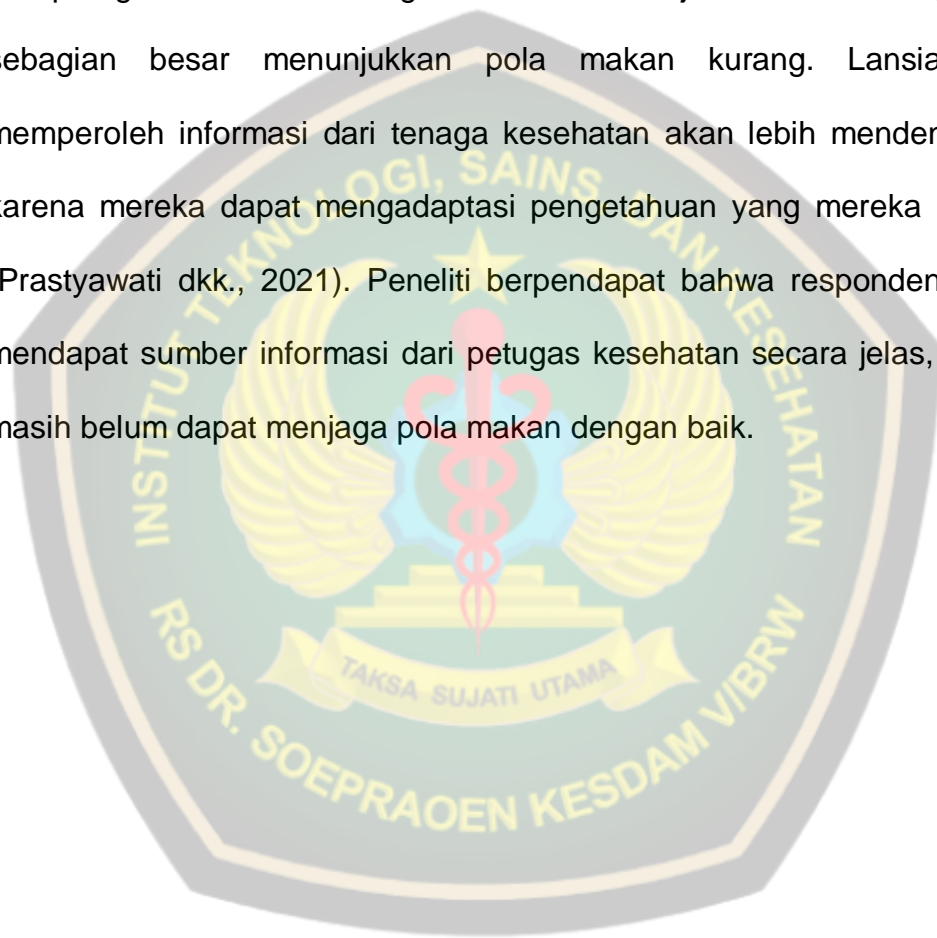 sebagian besar menunjukkan pola makan kurang. Lansia
memperoleh informasi dari tenaga kesehatan akan lebih
karena mereka dapat mengadaptasi pengetahuan yang mereka
(Prastyawati dkk., 2021). Peneliti berpendapat bahwa responden
mendapat sumber informasi dari petugas kesehatan secara jelas,
masih belum dapat menjaga pola makan dengan baik.
INSTITUT TEKNOLOGI, SAINS, DAN KESEHATAN
TAKSA SUJATI UTAMA
RS DR. SOEPRAOEN KESDAM V/BRW